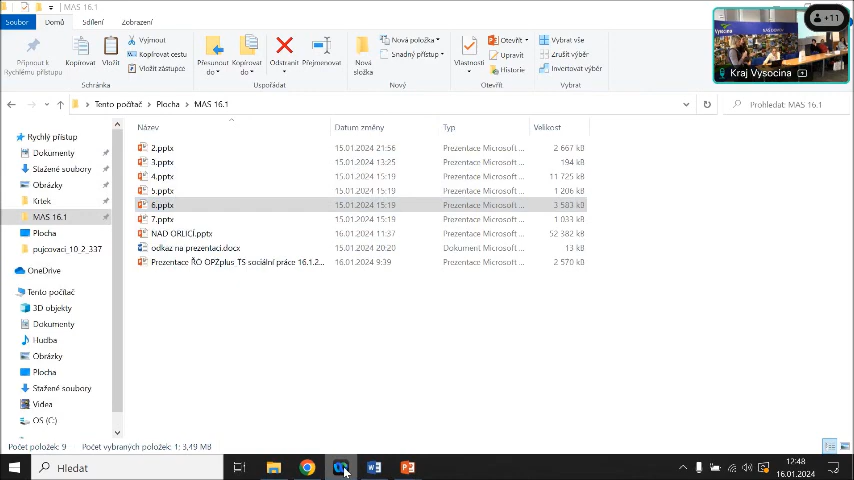 MAS 16.1
Soubor Domů Sdílení Zobrazení
Připnout k Rychlému přístupu
Kopírovat
Vložit
Vyjmout
Kopírovat cestu
Vložit zástupce
Schránka
Přesunout do
Kopírovat do
Odstranit
Přejmenovat
Uspořádat
Nová složka
Nová položka
Snadný přístup
Nový
Vlastnosti
Otevřít
Upravit
Historie
Otevřít
Vybrat vše
Zrušit výběr
Invertovat výběr
Vybrat
Vysočina
NÁŠ DOMOV
+11
Kraj Vysocina
Tento počítač > Plocha > MAS 16.1
Prohledat: MAS 16.1
Rychlý přístup
Dokumenty
Stažené soubory
Obrázky
Krtek
MAS 16.1
Plocha
pujcovaci_10_2_337
OneDrive
Tento počítač
3D objekty
Dokumenty
Hudba
Obrázky
Plocha
Stažené soubory
Videa
OS (C:)
Název Datum změny Typ Velikost
2.pptx 15.01.2024 21:56 Prezentace Microsoft ... 2 667 kB
3.pptx 15.01.2024 13:25 Prezentace Microsoft ... 194 kB
4.pptx 15.01.2024 15:19 Prezentace Microsoft ... 11 725 kB
5.pptx 15.01.2024 15:19 Prezentace Microsoft ... 1 206 kB
6.pptx 15.01.2024 15:19 Prezentace Microsoft ... 3 583 kB
7.pptx 15.01.2024 15:19 Prezentace Microsoft ... 1 033 kB
NAD ORLICÍ.pptx 16.01.2024 11:37 Prezentace Microsoft ... 52 382 kB
odkaz na prezentaci.docx 15.01.2024 20:20 Dokument Microsoft ... 13 kB
Prezentace ŘO OPZplus-TS sociální práce 16.1.2... 16.01.2024 9:39 Prezentace Microsoft ... 2 570 kB
Počet položek: 9 Počet vybraných položek: 1; 3,49 MB
Hledat
12:48
16.01.2024